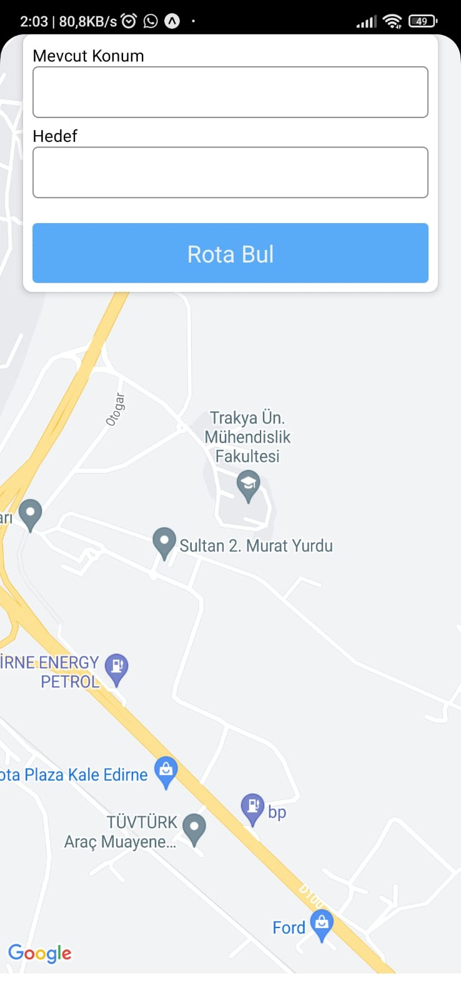 2:03 | 80,8KB/s
49
Mevcut Konum
Hedef
Rota Bul
Otogar
Trakya Ün.
Mühendislik
Fakultesi
arı
Sultan 2. Murat Yurdu
İRNE ENERGY
PETROL
ota Plaza Kale Edirne
bp
TÜVTÜRK
Araç Muayene...
D100
Ford
Google